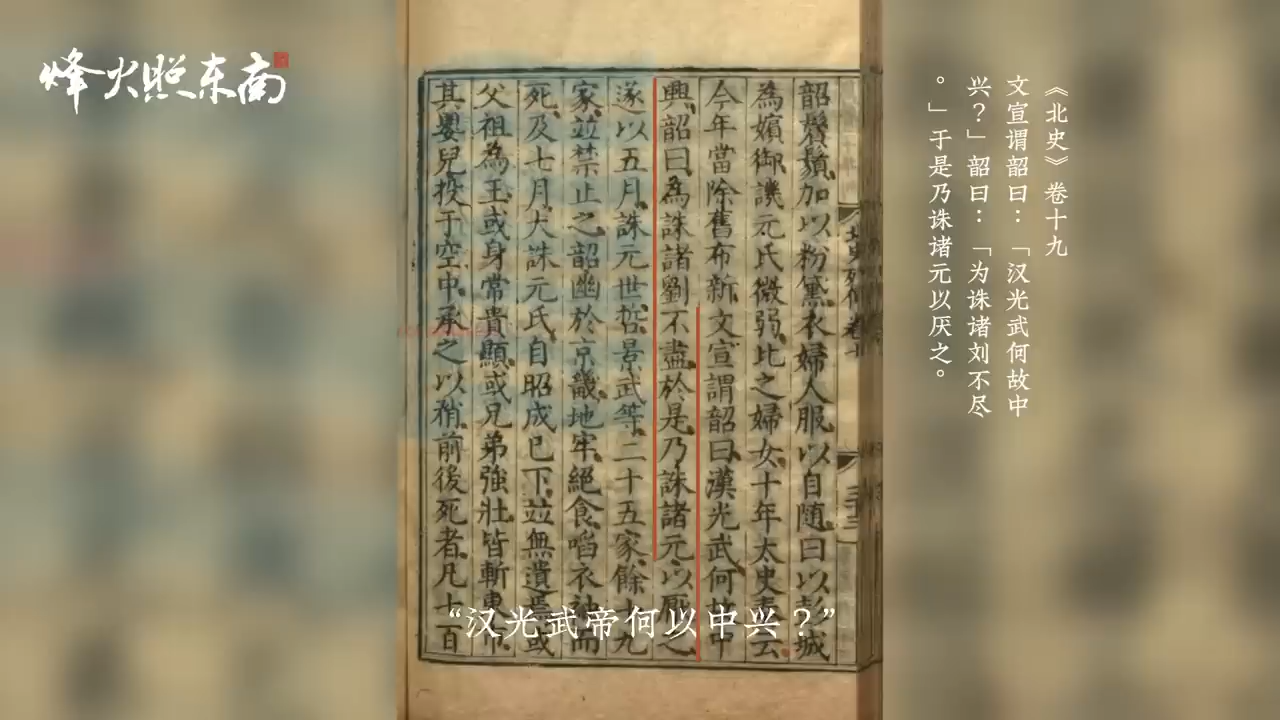 烽火照东南
《北史》卷十九
文宣谓韶曰：「汉光武何故中
兴？」韶曰：「为诛诸刘不尽
。」于是乃诛诸元以厌之。
韶鬢鬚加以粉黛衣婦人服以自隨曰以彭城
為嬪御譏元氏微弱比之婦女十年太史奏云
今年當除舊布新文宣謂韶曰漢光武何故中
興韶曰為誅諸劉不盡於是乃誅諸元以厭之
遂以五月誅元世哲景武等二十五家餘十九
家並禁止之韶幽於京畿地牢絕食啗衣袖而
死及七月大誅元氏自昭成已下並無遺焉或
父祖為王或身常貴顯或兄弟強壯皆斬東市
其嬰兒投于空中承之以矟前後死者凡七百
“汉光武帝何以中兴？”